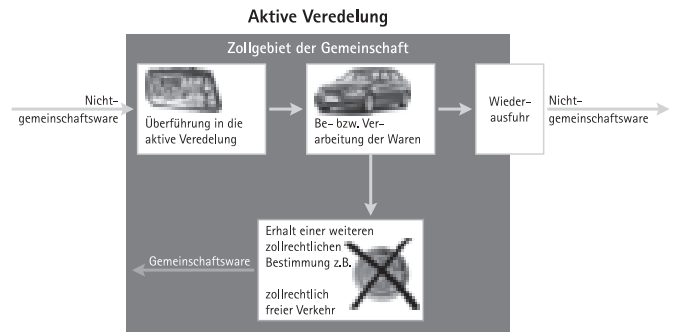 Aktive Veredelung
Zollgebiet der Gemeinschaft
Nicht-
gemeinschaftsware
Überführung in die
aktive Veredelung
Be- bzw. Ver-
arbeitung der Waren
Wieder-
ausfuhr
Nicht-
gemeinschaftsware
Erhalt einer weiteren
zollrechtlichen
Bestimmung z.B.
zollrechtlich
freier Verkehr
Gemeinschaftsware